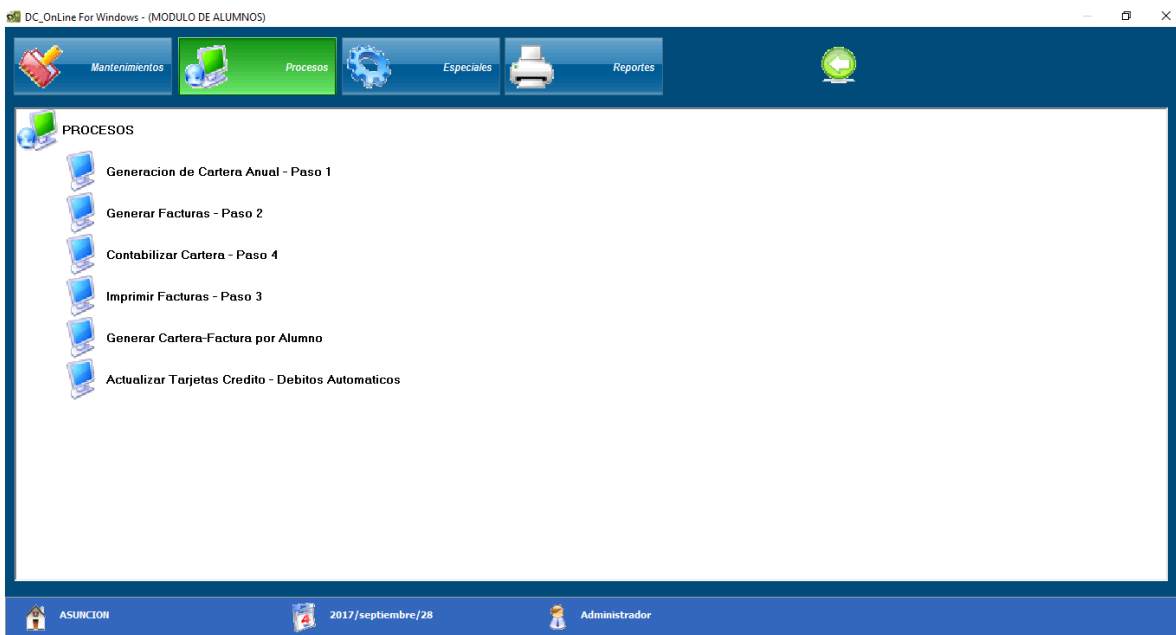 DC_OnLine For Windows - (MODULO DE ALUMNOS)
Mantenimientos
Procesos
Especiales
Reportes
PROCESOS
Generacion de Cartera Anual - Paso 1
Generar Facturas - Paso 2
Contabilizar Cartera - Paso 4
Imprimir Facturas - Paso 3
Generar Cartera-Factura por Alumno
Actualizar Tarjetas Credito - Debitos Automaticos
ASUNCION
4
2017/septiembre/28
Administrador